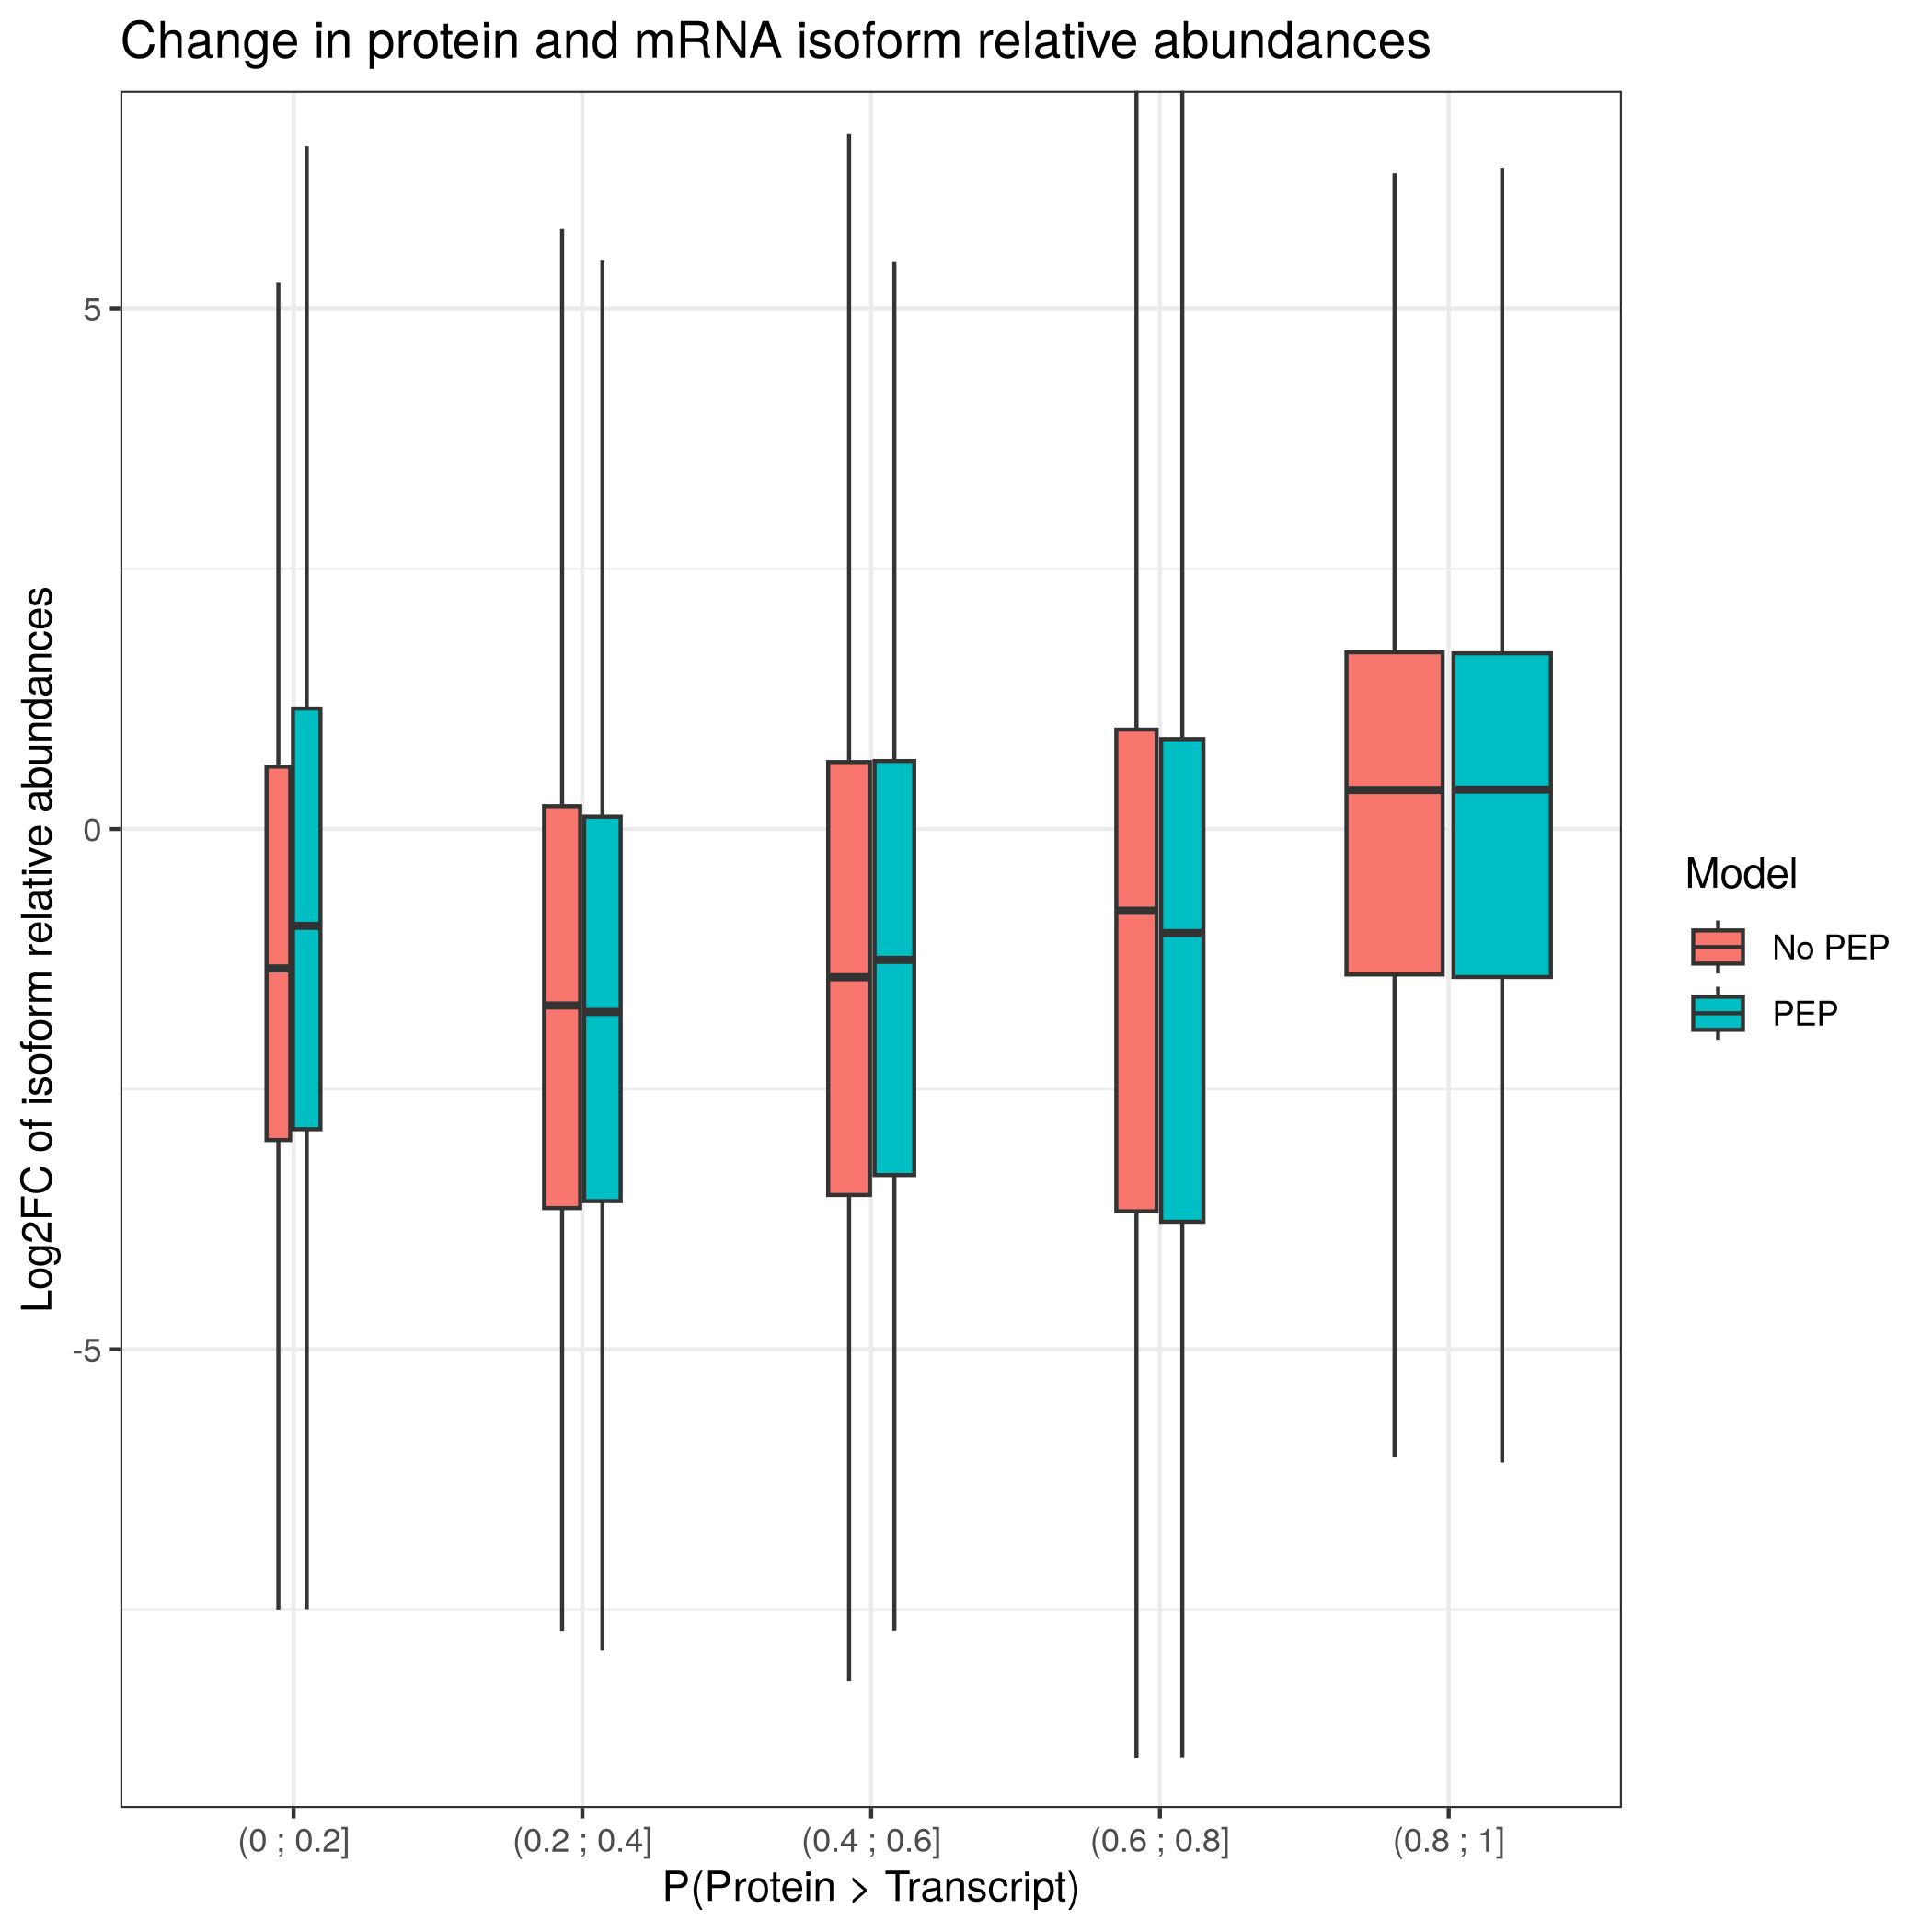 Change in protein and mRNA isoform relative abundances
Log2FC of isoform relative abundances
5
0
-5
(0 ; 0.2]
(0.2 ; 0.4]
(0.4 ; 0.6]
(0.6 ; 0.8]
(0.8 ; 1]
P(Protein > Transcript)
Model
No PEP
PEP